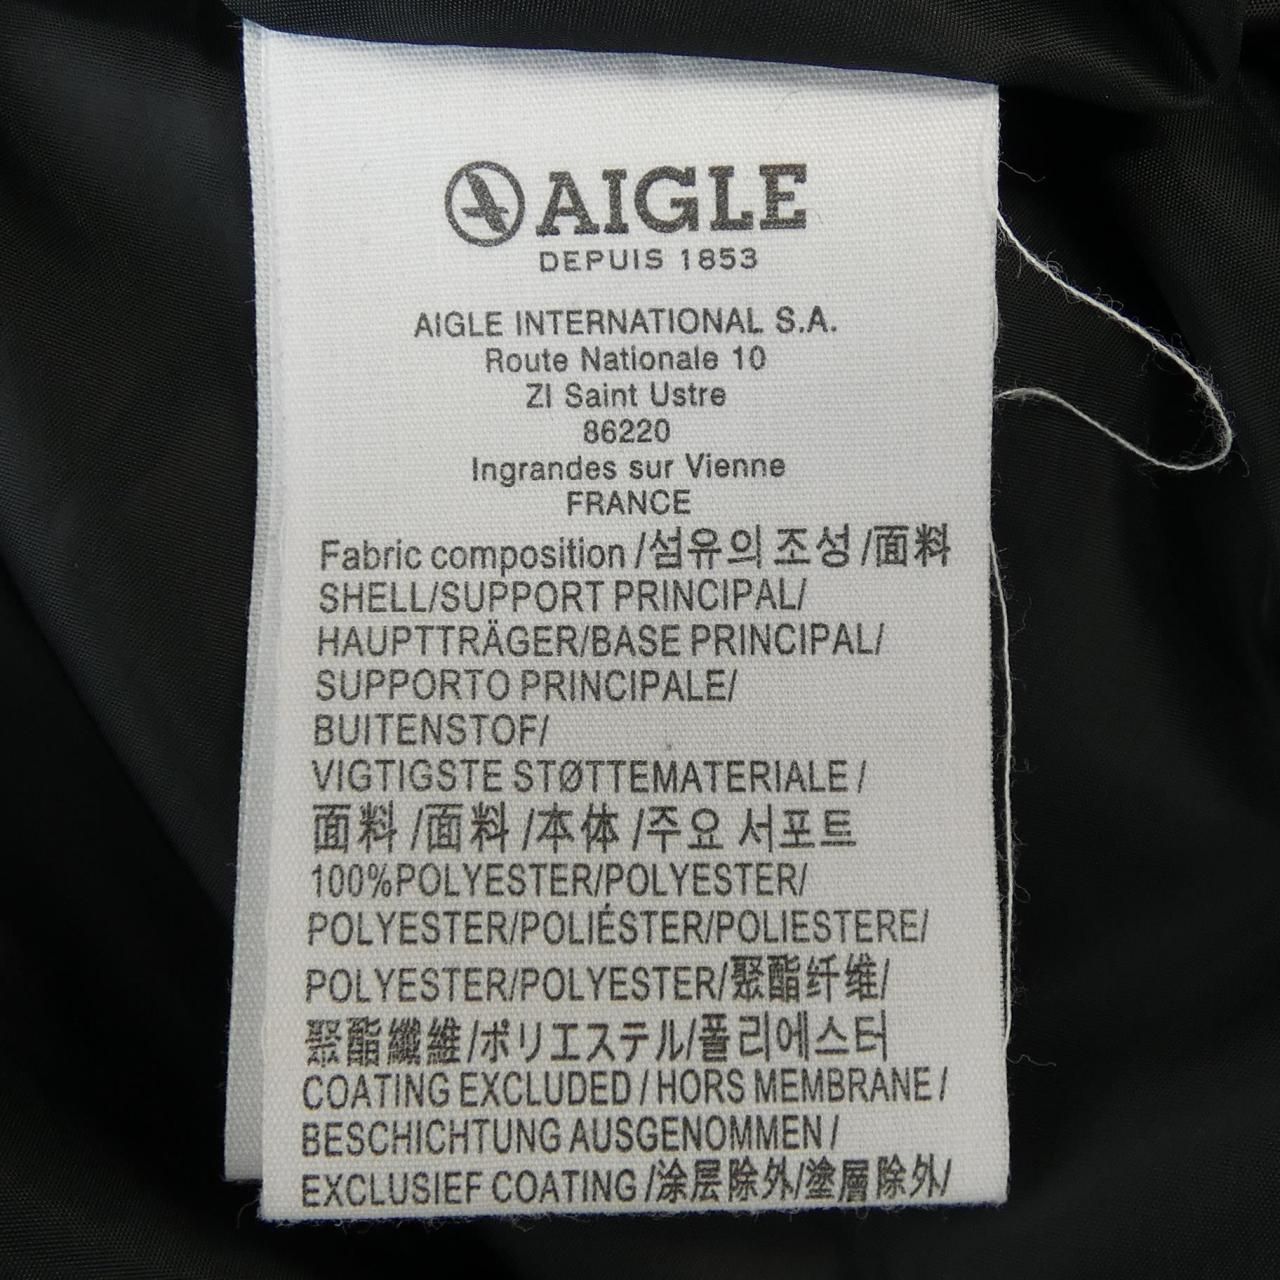 AIGLE
DEPUIS 1853
AIGLE INTERNATIONAL S.A.
Route Nationale 10
ZI Saint Ustre
86220
Ingrandes sur Vienne
FRANCE
Fabric composition /섬유의 조성 /面料
SHELL/SUPPORT PRINCIPAL/
HAUPTTRÄGER/BASE PRINCIPAL/
SUPPORTO PRINCIPALE/
BUITENSTOF/
VIGTIGSTE STØTTEMATERIALE /
面料 /面料 /本体 /주요 서포트
100%POLYESTER/POLYESTER/
POLYESTER/POLIÉSTER/POLIESTERE/
POLYESTER/POLYESTER/聚酯纤维/
聚酯纖維/ポリエステル/폴리에스터
COATING EXCLUDED / HORS MEMBRANE /
BESCHICHTUNG AUSGENOMMEN /
EXCLUSIEF COATING /涂层除外/塗層除外/